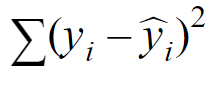 ∑(yᵢ − ŷᵢ)²